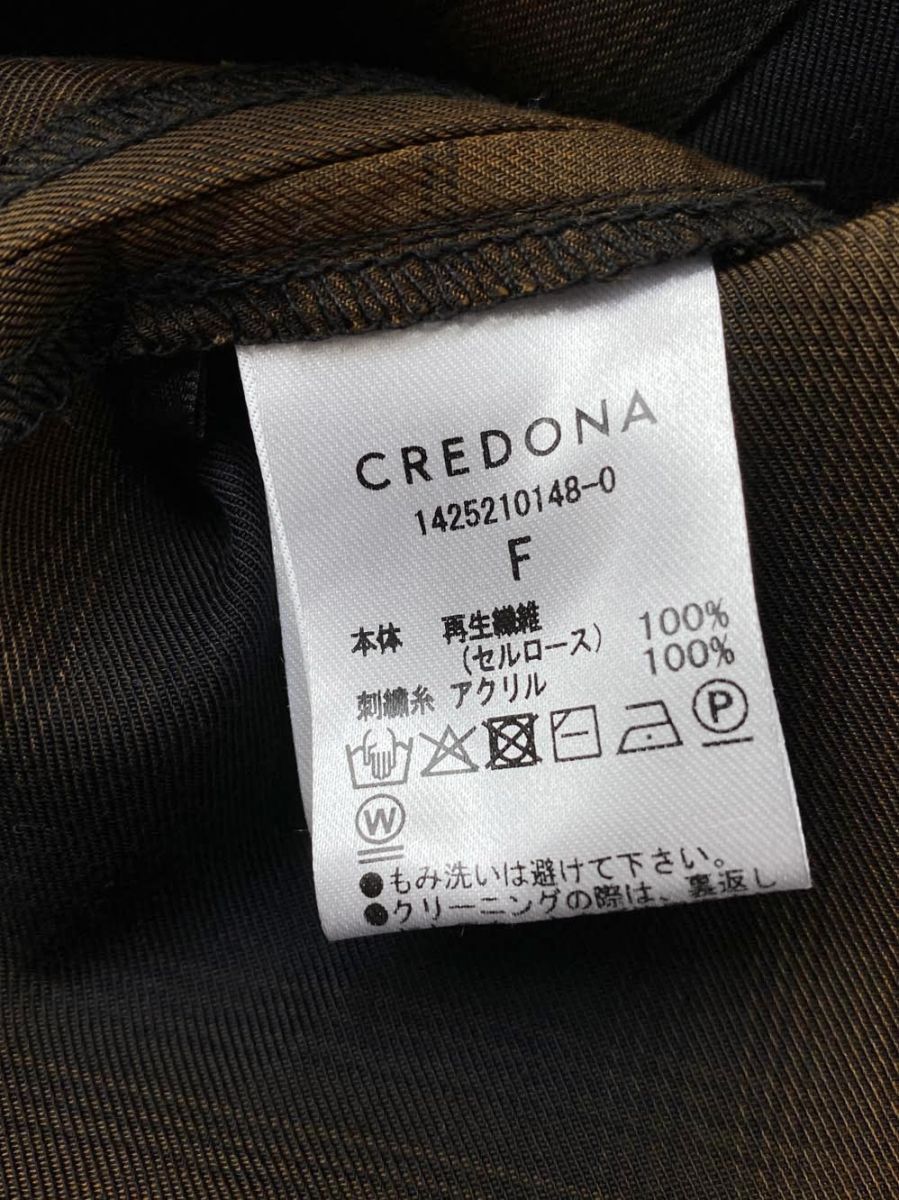 CREDONA
1425210148-0
F
本体 再生繊維 100%
(セルロース) 100%
刺繍糸 アクリル
P
W
●もみ洗いは避けて下さい。
●クリーニングの際は、裏返し